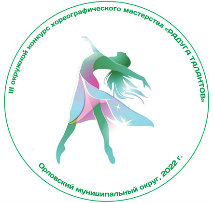 III окружной конкурс хореографического мастерства «РАДУГА ТАЛАНТОВ»
Орловский муниципальный округ, 2022 г.